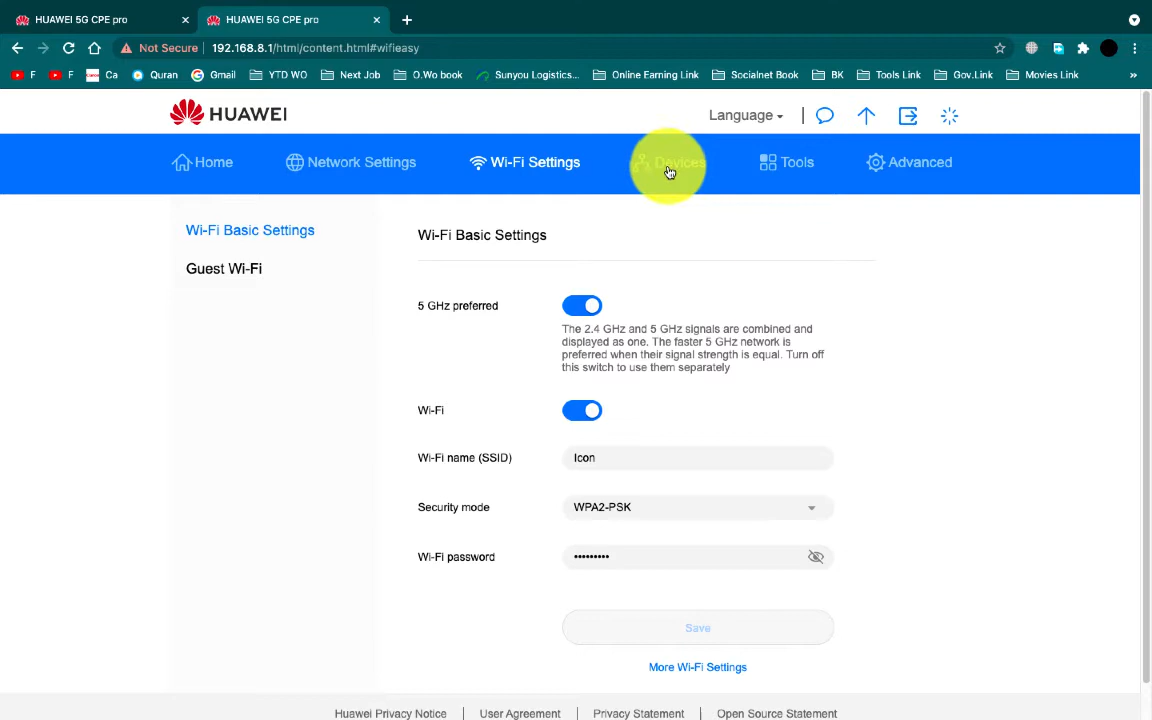 HUAWEI 5G CPE pro
HUAWEI 5G CPE pro
Not Secure | 192.168.8.1/html/content.html#wifieasy
F
F
Ca
Quran
Gmail
YTD WO
Next Job
O.Wo book
Sunyou Logistics...
Online Earning Link
Socialnet Book
BK
Tools Link
Gov.Link
Movies Link
»
HUAWEI
Language
Home
Network Settings
Wi-Fi Settings
Devices
Tools
Advanced
Wi-Fi Basic Settings
Guest Wi-Fi
Wi-Fi Basic Settings
5 GHz preferred
The 2.4 GHz and 5 GHz signals are combined and
displayed as one. The faster 5 GHz network is
preferred when their signal strength is equal. Turn off
this switch to use them separately
Wi-Fi
Wi-Fi name (SSID)
Icon
Security mode
WPA2-PSK
Wi-Fi password
•••••••••
Save
More Wi-Fi Settings
Huawei Privacy Notice | User Agreement | Privacy Statement | Open Source Statement